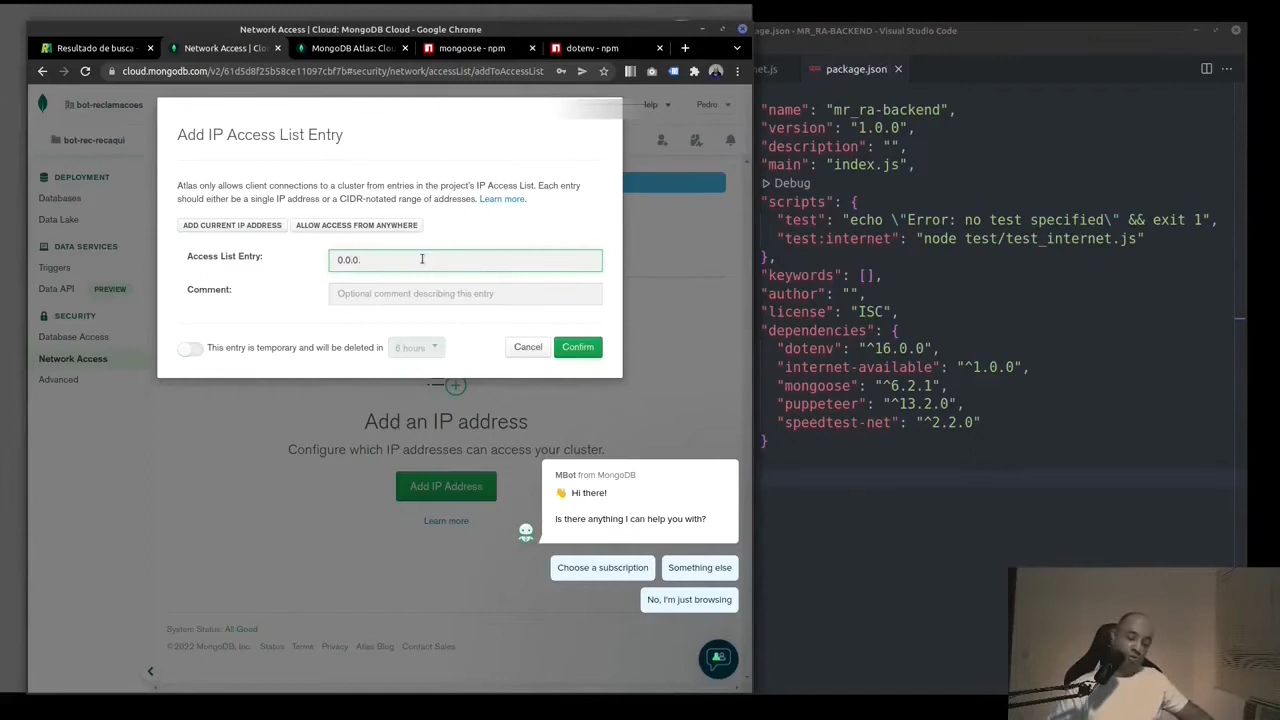 Network Access | Cloud: MongoDB Cloud - Google Chrome
Resultado de busca -
Network Access | Clo
MongoDB Atlas: Clo
mongoose - npm
dotenv - npm
cloud.mongodb.com/v2/61d5d8f25b58ce11097cbf7b#security/network/accessList/addToAccessList
bot-reclamacoes
elp
Pedro
bot-rec-recaqui
DEPLOYMENT
Databases
Data Lake
DATA SERVICES
Triggers
Data API PREVIEW
SECURITY
Database Access
Network Access
Advanced
Add IP Access List Entry
Atlas only allows client connections to a cluster from entries in the project's IP Access List. Each entry
should either be a single IP address or a CIDR-notated range of addresses. Learn more.
ADD CURRENT IP ADDRESS
ALLOW ACCESS FROM ANYWHERE
Access List Entry:
0.0.0.
Comment:
Optional comment describing this entry
This entry is temporary and will be deleted in
6 hours
Cancel
Confirm
Add an IP address
Configure which IP addresses can access your cluster.
Add IP Address
Learn more
MBot from MongoDB
👋 Hi there!
Is there anything I can help you with?
Choose a subscription
Something else
No, I'm just browsing
System Status: All Good
©2022 MongoDB, Inc. Status Terms Privacy Atlas Blog Contact Sales
age.json - MR_RA-BACKEND - Visual Studio Code
net.js
package.json
"name": "mr_ra-backend",
"version": "1.0.0",
"description": "",
"main": "index.js",
Debug
"scripts": {
"test": "echo \"Error: no test specified\" && exit 1",
"test:internet": "node test/test_internet.js"
},
"keywords": [],
"author": "",
"license": "ISC",
"dependencies": {
"dotenv": "^16.0.0",
"internet-available": "^1.0.0",
"mongoose": "^6.2.1",
"puppeteer": "^13.2.0",
"speedtest-net": "^2.2.0"
}